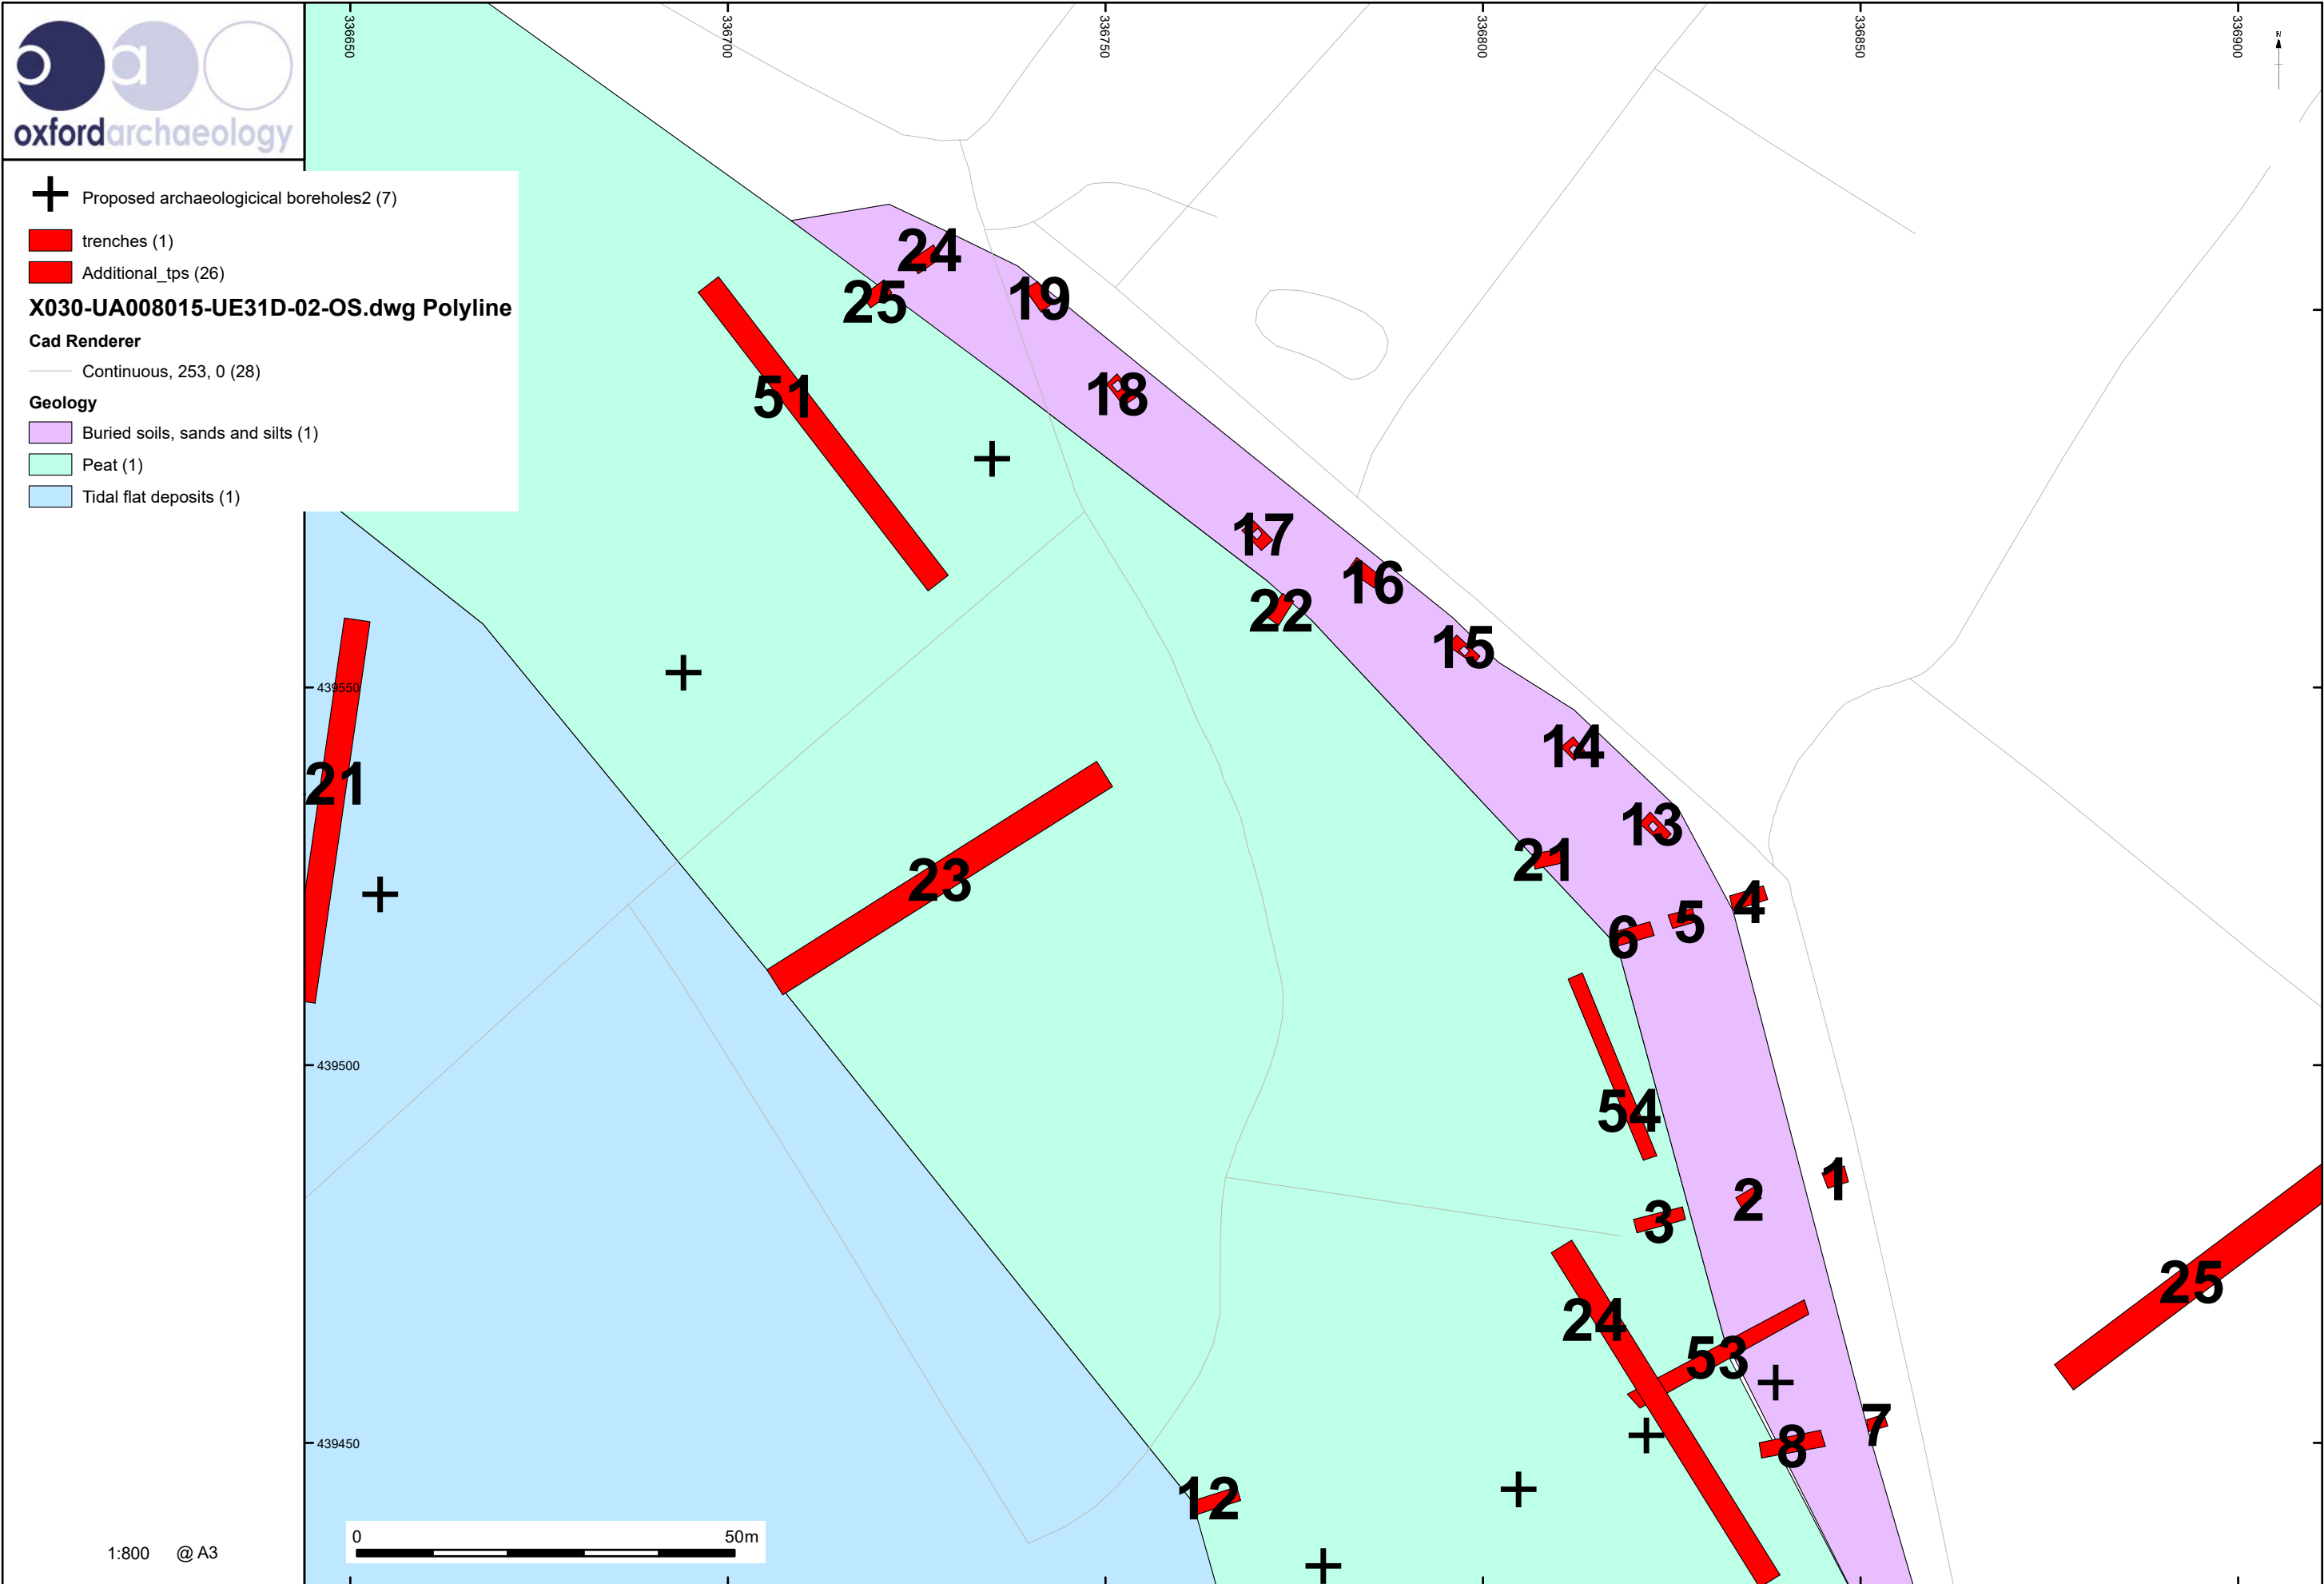 oxfordarchaeology
336650
336700
336750
336800
336850
336900
N
Proposed archaeologicical boreholes2 (7)
trenches (1)
Additional_tps (26)
X030-UA008015-UE31D-02-OS.dwg Polyline
Cad Renderer
Continuous, 253, 0 (28)
Geology
Buried soils, sands and silts (1)
Peat (1)
Tidal flat deposits (1)
24
25
19
18
51
17
16
22
15
439550
14
21
13
21
23
4
5
6
439500
54
1
2
3
25
24
53
7
439450
8
12
0 50m
1:800 @ A3